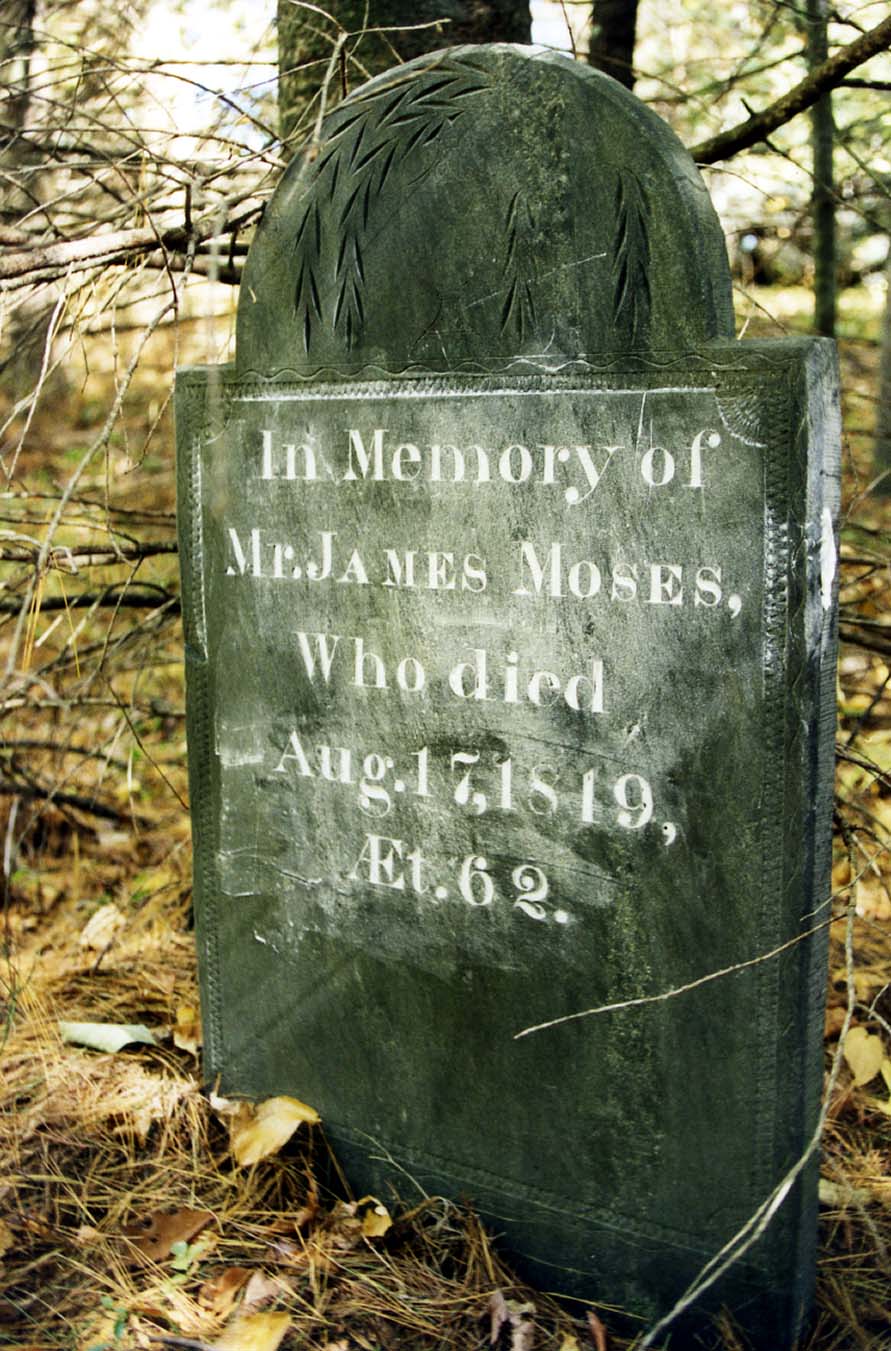 In Memory of
Mr. JAMES MOSES,
Who died
Aug. 17, 1819,
Æt. 62.